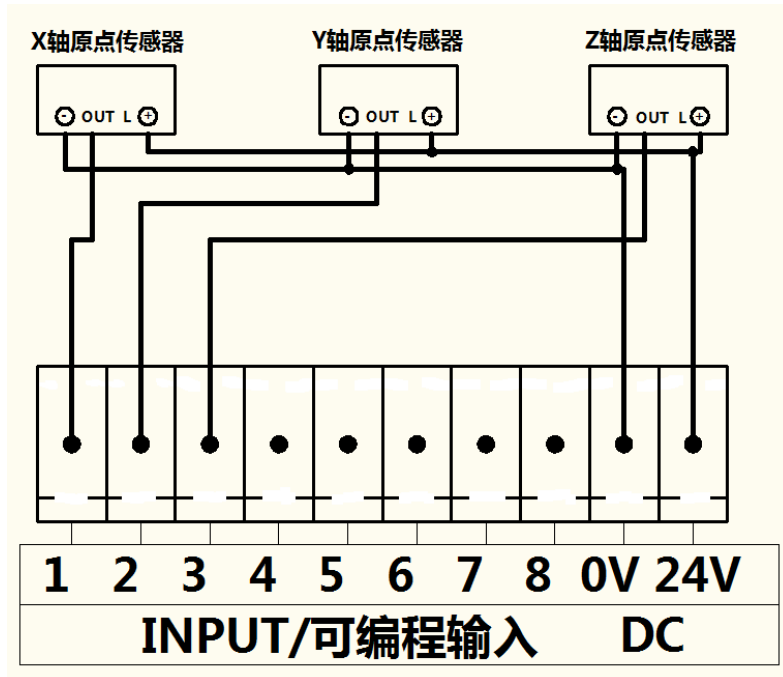 X轴原点传感器 Y轴原点传感器 Z轴原点传感器
- OUT L + - OUT L + - OUT L +
1 2 3 4 5 6 7 8 0V 24V
INPUT/可编程输入 DC